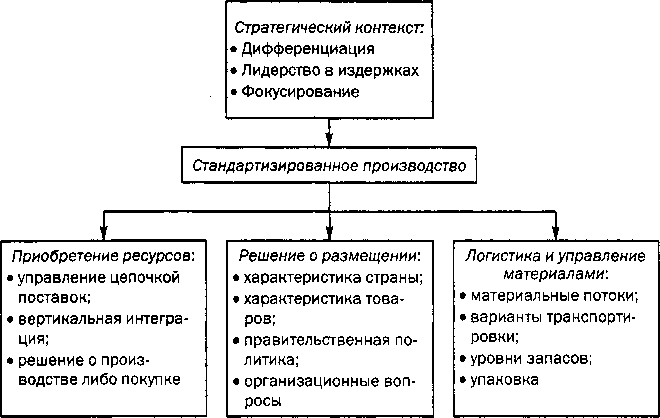 Стратегический контекст:
• Дифференциация
• Лидерство в издержках
• Фокусирование
Стандартизированное производство
Приобретение ресурсов:
• управление цепочкой
поставок;
• вертикальная интегра-
ция;
• решение о произ-
водстве либо покупке
Решение о размещении:
• характеристика страны;
• характеристика това-
ров;
• правительственная по-
литика;
• организационные воп-
росы
Логистика и управление
материалами:
• материальные потоки;
• варианты транспорти-
ровки;
• уровни запасов;
• упаковка